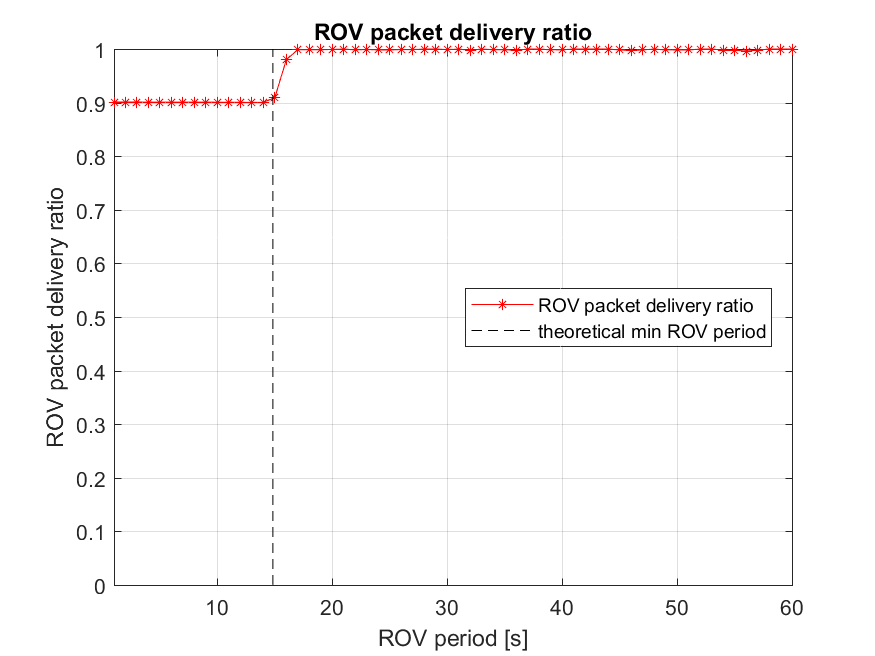 ROV packet delivery ratio
ROV packet delivery ratio
1
0.9
0.8
0.7
0.6
0.5
0.4
0.3
0.2
0.1
0
ROV packet delivery ratio
theoretical min ROV period
10 20 30 40 50 60
ROV period [s]